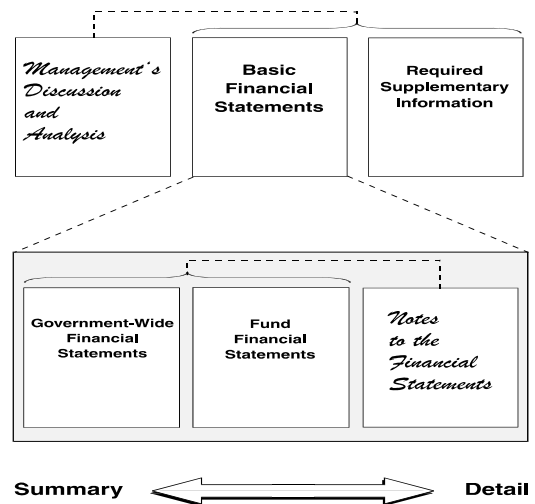 Management's
Discussion
and
Analysis
Basic
Financial
Statements
Required
Supplementary
Information
Government-Wide
Financial
Statements
Fund
Financial
Statements
Notes
to the
Financial
Statements
Summary
Detail